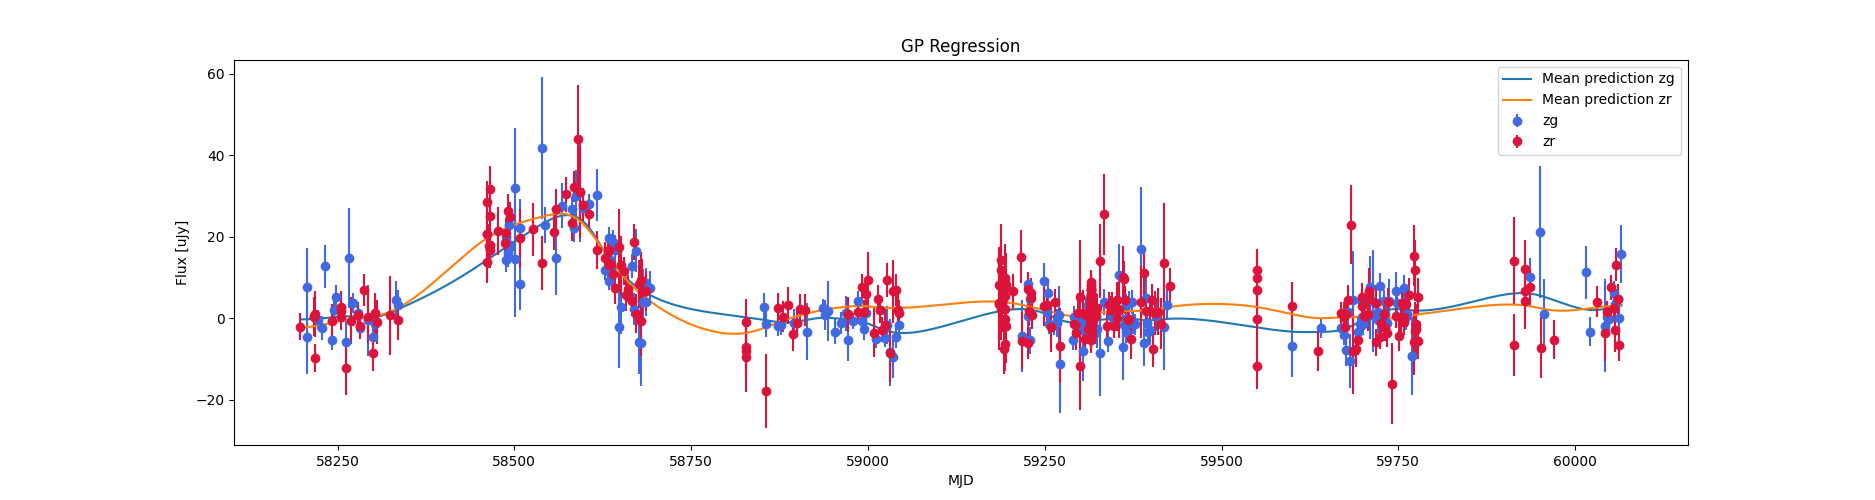 GP Regression
Flux [uJy]
60
40
20
0
−20
58250
58500
58750
59000
59250
59500
59750
60000
MJD
Mean prediction zg
Mean prediction zr
zg
zr